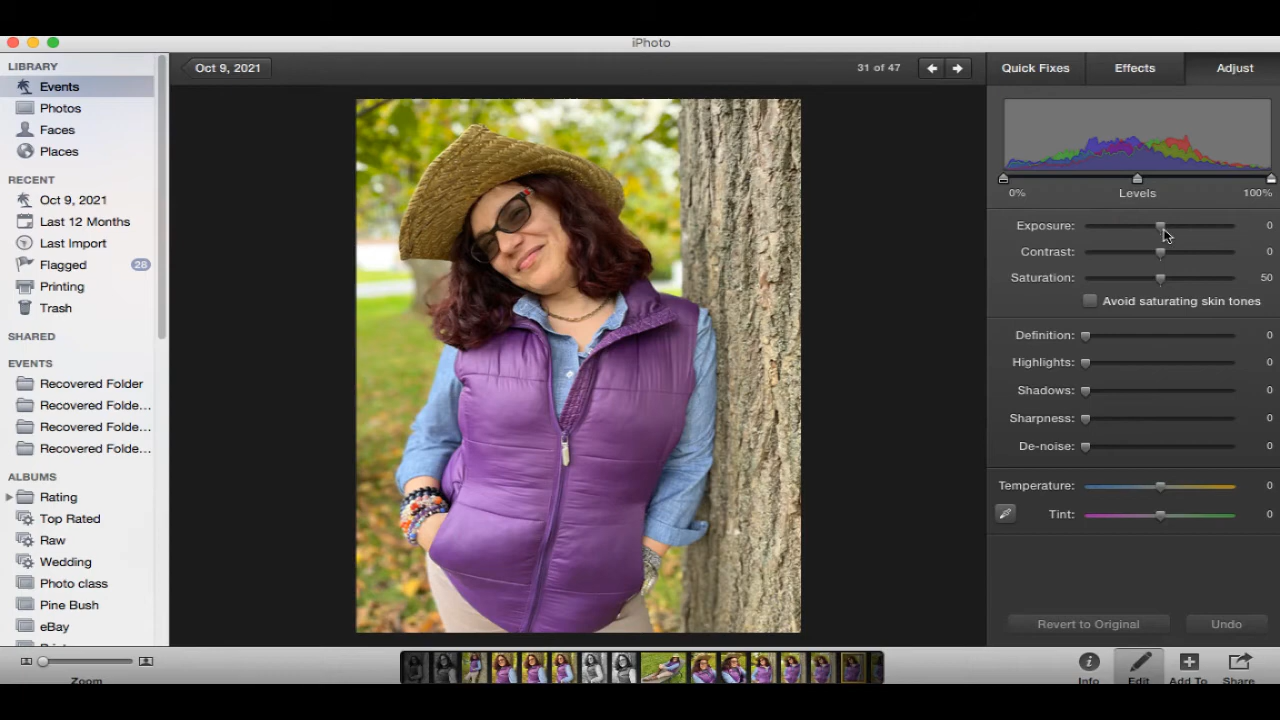 iPhoto
LIBRARY
Events
Photos
Faces
Places
RECENT
Oct 9, 2021
Last 12 Months
Last Import
Flagged 28
Printing
Trash
SHARED
EVENTS
Recovered Folder
Recovered Folde...
Recovered Folde...
Recovered Folde...
ALBUMS
Rating
Top Rated
Raw
Wedding
Photo class
Pine Bush
eBay
Zoom
Oct 9, 2021
31 of 47
Quick Fixes Effects Adjust
0% Levels 100%
Exposure: 0
Contrast: 0
Saturation: 50
Avoid saturating skin tones
Definition: 0
Highlights: 0
Shadows: 0
Sharpness: 0
De-noise: 0
Temperature: 0
Tint: 0
Revert to Original Undo
Info Edit Add To Share